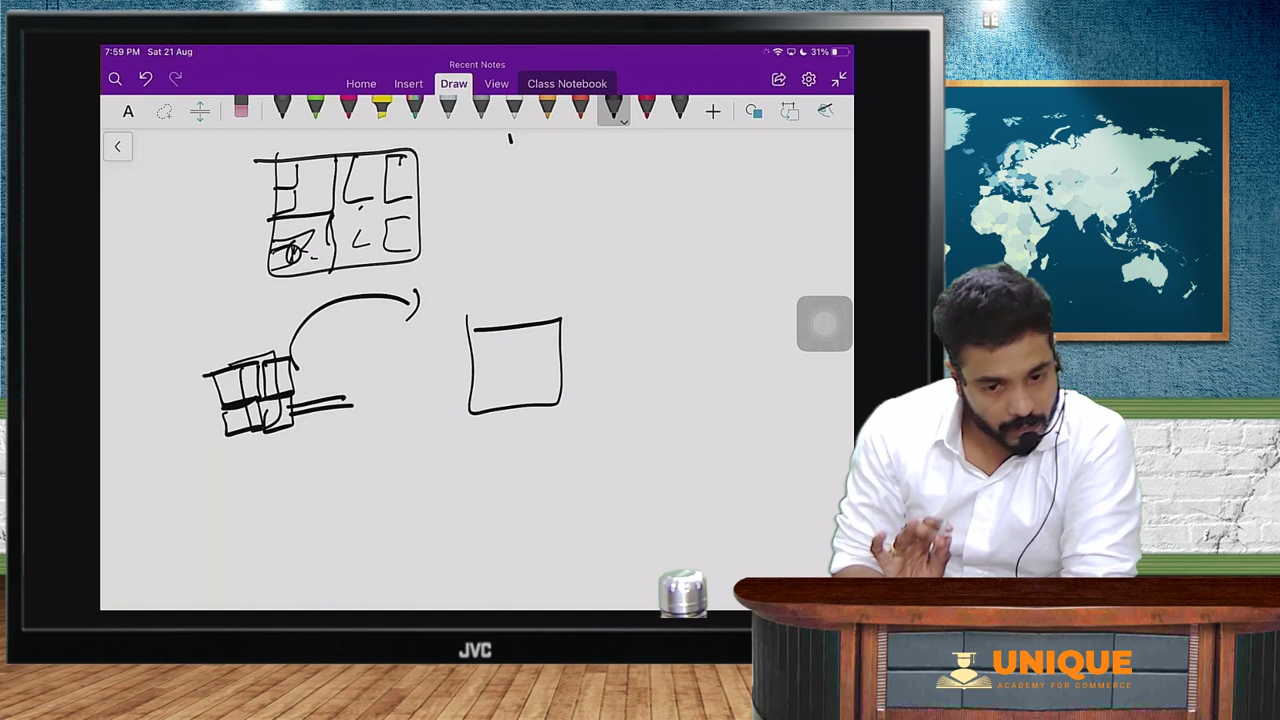 7:59 PM Sat 21 Aug
31%
Recent Notes
Home Insert Draw View Class Notebook
A
JVC
UNIQUE
ACADEMY FOR COMMERCE